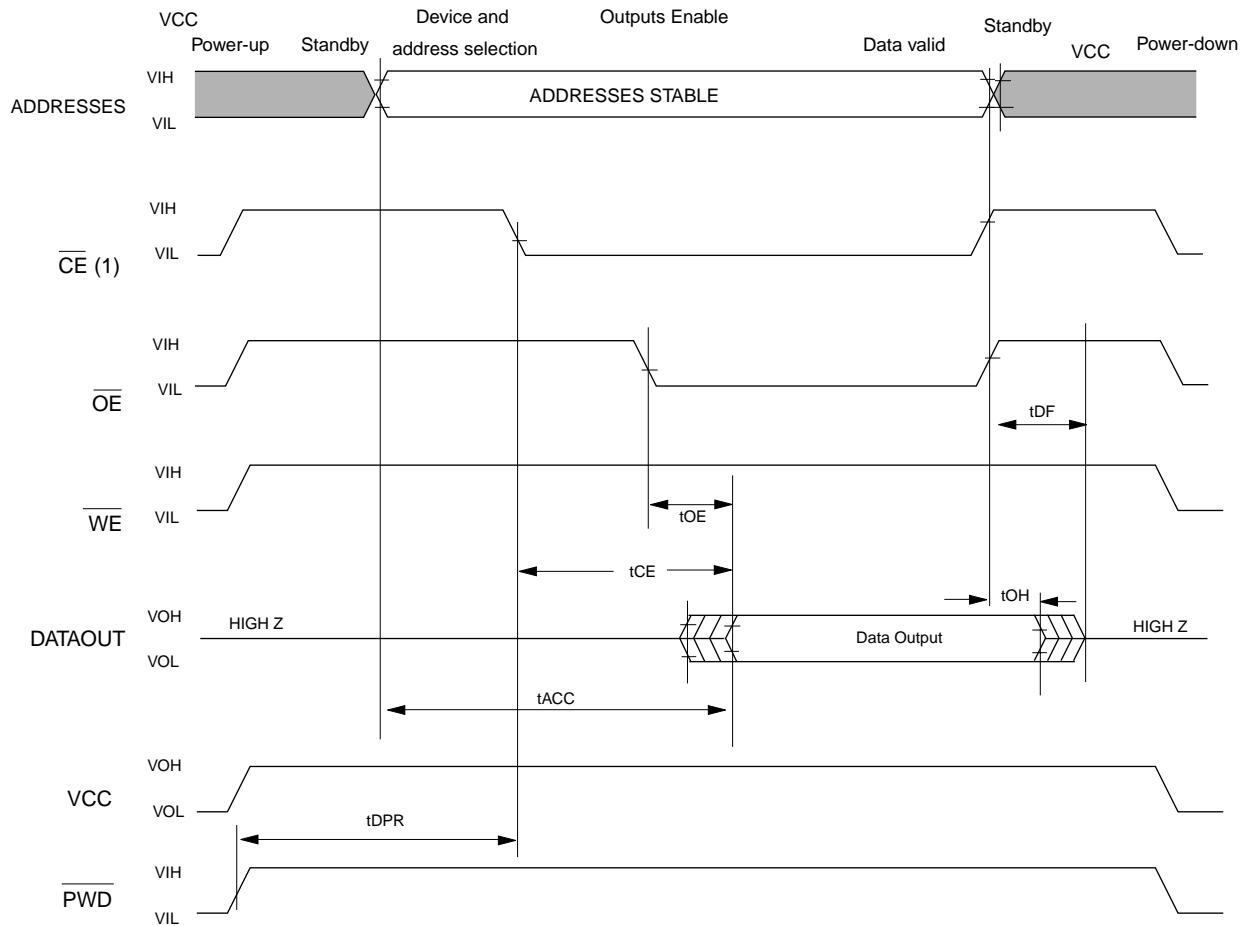 VCC
Power-up
Standby
Device and
address selection
Outputs Enable
Data valid
Standby
VCC
Power-down
ADDRESSES
VIH
VIL
ADDRESSES STABLE
CE (1)
VIH
VIL
OE
VIH
VIL
tDF
WE
VIH
VIL
tOE
tCE
tOH
DATAOUT
VOH
VOL
HIGH Z
Data Output
HIGH Z
tACC
VCC
VOH
VOL
tDPR
PWD
VIH
VIL